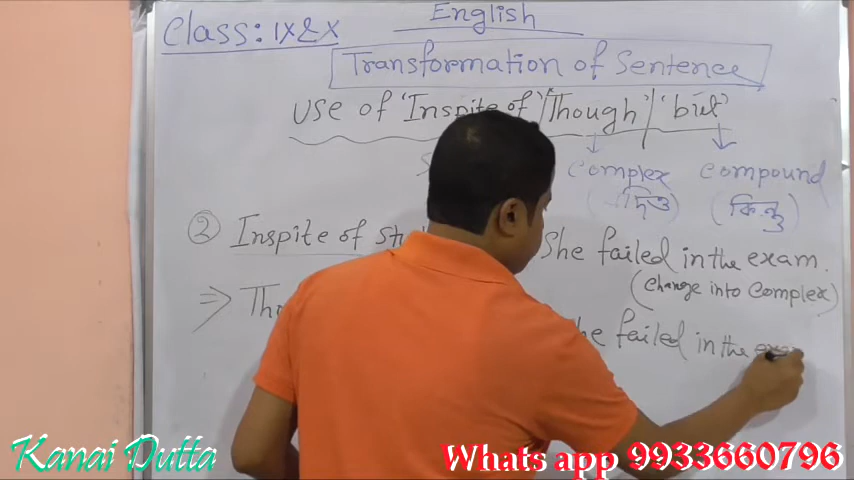 English
Class: IX & X
Transformation of Sentence
Use of 'Inspite of' / 'Though' / 'but'
Complex Compound
(কিন্তু)
② Inspite of She failed in the exam.
(Change into Complex)
⇒ failed in the
Kanai Dutta
Whats app 9933660796